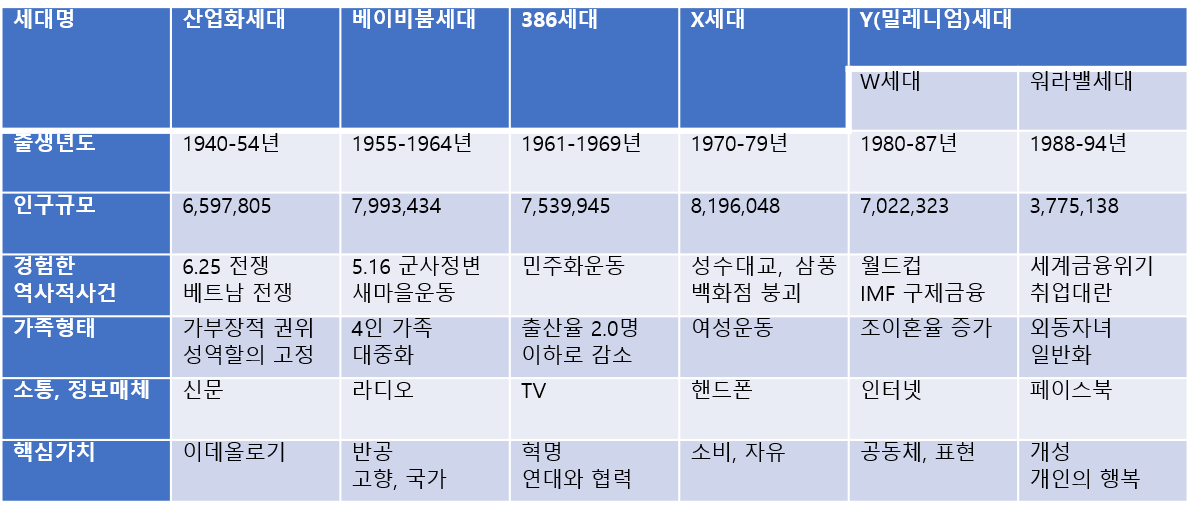 세대명 산업화세대 베이비붐세대 386세대 X세대 Y(밀레니엄)세대
W세대 워라밸세대
출생년도 1940-54년 1955-1964년 1961-1969년 1970-79년 1980-87년 1988-94년
인구규모 6,597,805 7,993,434 7,539,945 8,196,048 7,022,323 3,775,138
경험한 6.25 전쟁 5.16 군사정변 민주화운동 성수대교, 삼풍 월드컵 세계금융위기
역사적사건 베트남 전쟁 새마을운동 백화점 붕괴 IMF 구제금융 취업대란
가족형태 가부장적 권위 4인 가족 출산율 2.0명 여성운동 조이혼율 증가 외동자녀
성역할의 고정 대중화 이하로 감소 일반화
소통, 정보매체 신문 라디오 TV 핸드폰 인터넷 페이스북
핵심가치 이데올로기 반공 혁명 소비, 자유 공동체, 표현 개성
고향, 국가 연대와 협력 개인의 행복